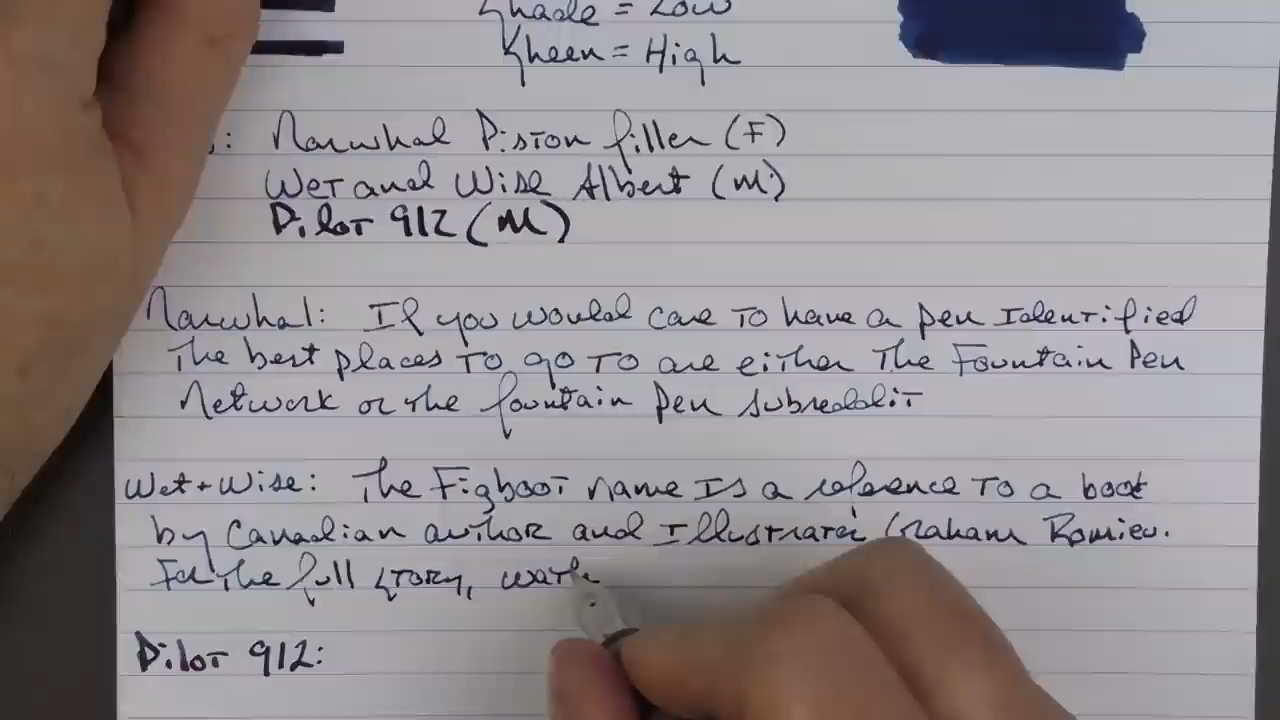 Shade = Low
Sheen = High
: Narwhal Piston filler (F)
Wet and Wise Albert (M)
Pilot 912 (M)
Narwhal: If you would care to have a pen Identified
The best places to go to are either The Fountain Pen
Network or the fountain pen subreddit
Wet + Wise: The Figboot name Is a reference to a book
by Canadian author and Illustrator Graham Romieu.
For the full story, watch
Pilot 912: